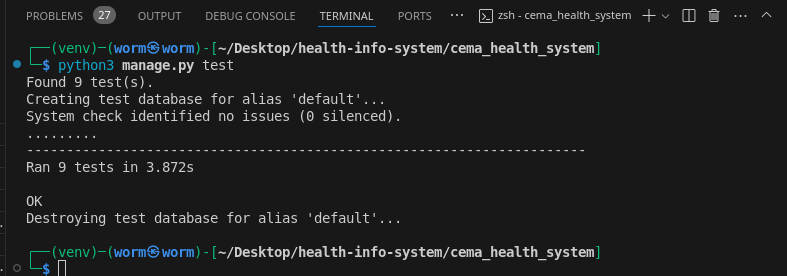 PROBLEMS 27 OUTPUT DEBUG CONSOLE TERMINAL PORTS ··· zsh - cema_health_system + ···
┌──(venv)─(worm㉿worm)-[~/Desktop/health-info-system/cema_health_system]
└─$ python3 manage.py test
Found 9 test(s).
Creating test database for alias 'default'...
System check identified no issues (0 silenced).
.........
----------------------------------------------------------------------
Ran 9 tests in 3.872s
OK
Destroying test database for alias 'default'...
┌──(venv)─(worm㉿worm)-[~/Desktop/health-info-system/cema_health_system]
└─$